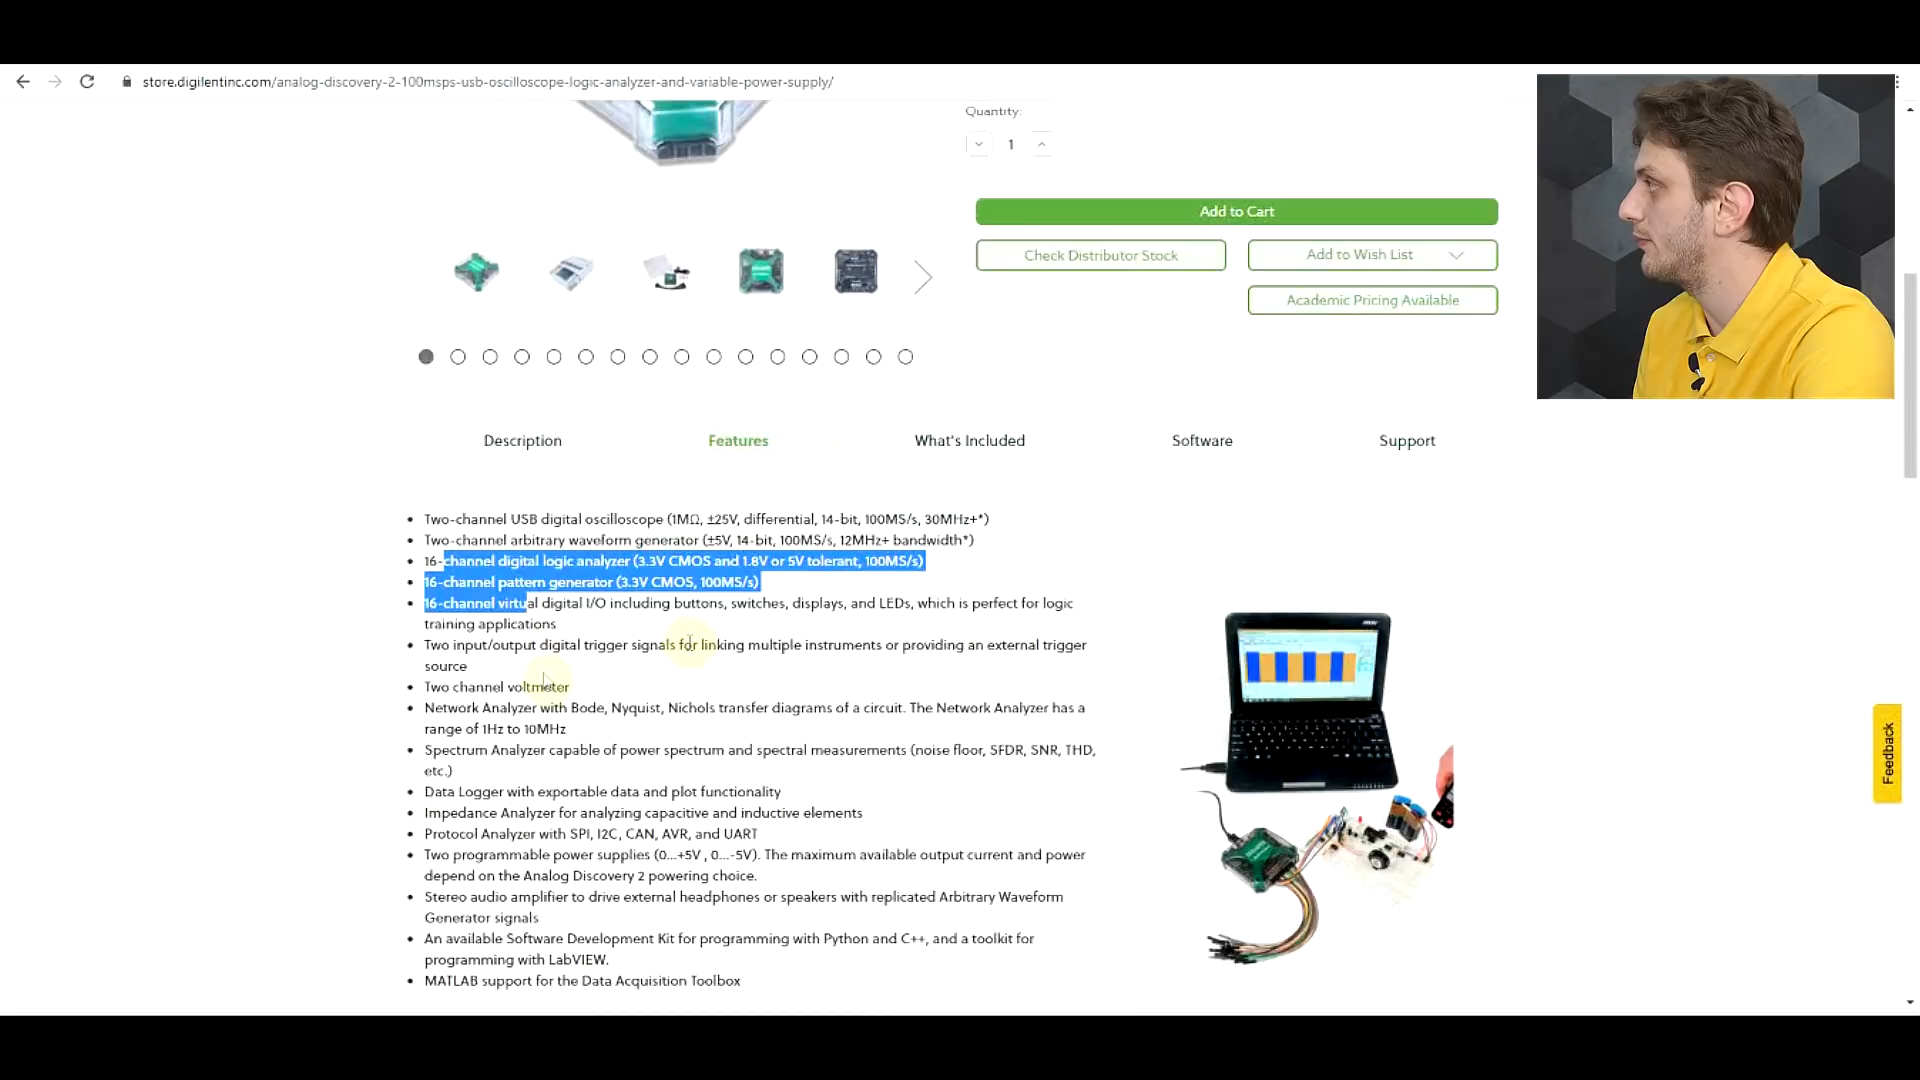 store.digilentinc.com/analog-discovery-2-100msps-usb-oscilloscope-logic-analyzer-and-variable-power-supply/
Quantity:
1
Add to Cart
Check Distributor Stock
Add to Wish List
Academic Pricing Available
Description
Features
What's Included
Software
Support
• Two-channel USB digital oscilloscope (1MΩ, ±25V, differential, 14-bit, 100MS/s, 30MHz+*)
• Two-channel arbitrary waveform generator (±5V, 14-bit, 100MS/s, 12MHz+ bandwidth*)
• 16-channel digital logic analyzer (3.3V CMOS and 1.8V or 5V tolerant, 100MS/s)
• 16-channel pattern generator (3.3V CMOS, 100MS/s)
• 16-channel virtual digital I/O including buttons, switches, displays, and LEDs, which is perfect for logic
training applications
• Two input/output digital trigger signals for linking multiple instruments or providing an external trigger
source
• Two channel voltmeter
• Network Analyzer with Bode, Nyquist, Nichols transfer diagrams of a circuit. The Network Analyzer has a
range of 1Hz to 10MHz
• Spectrum Analyzer capable of power spectrum and spectral measurements (noise floor, SFDR, SNR, THD,
etc.)
• Data Logger with exportable data and plot functionality
• Impedance Analyzer for analyzing capacitive and inductive elements
• Protocol Analyzer with SPI, I2C, CAN, AVR, and UART
• Two programmable power supplies (0...+5V , 0...-5V). The maximum available output current and power
depend on the Analog Discovery 2 powering choice.
• Stereo audio amplifier to drive external headphones or speakers with replicated Arbitrary Waveform
Generator signals
• An available Software Development Kit for programming with Python and C++, and a toolkit for
programming with LabVIEW.
• MATLAB support for the Data Acquisition Toolbox
Feedback